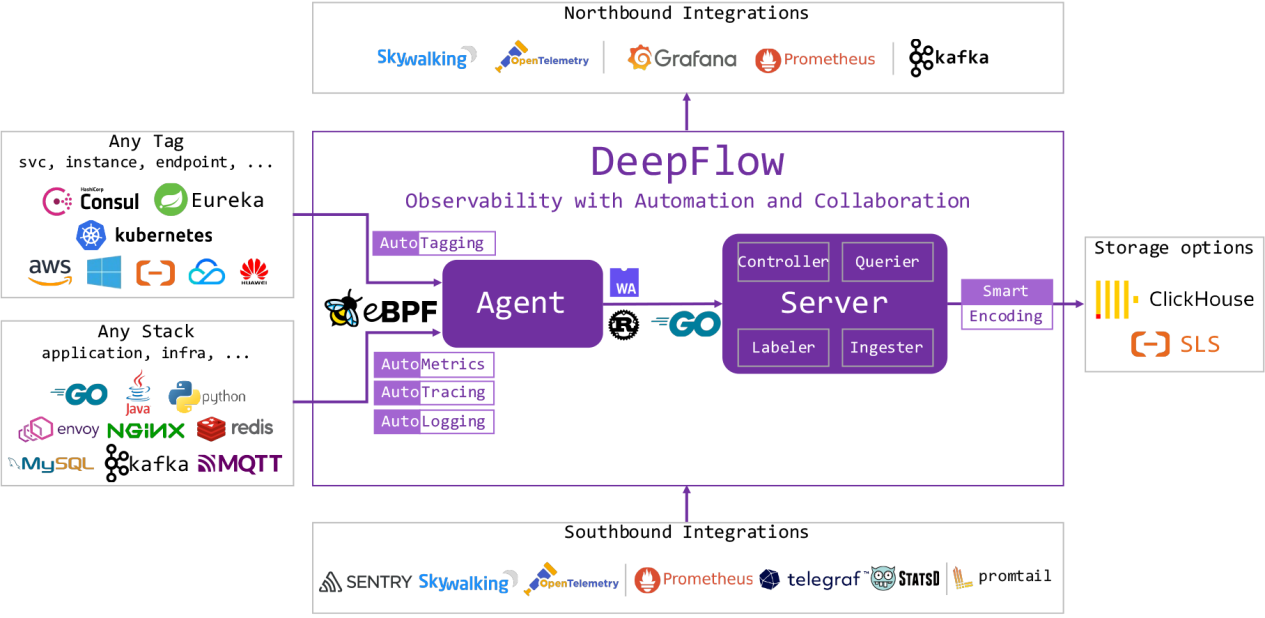 Northbound Integrations
Skywalking OpenTelemetry Grafana Prometheus kafka
Any Tag
svc, instance, endpoint, ...
HashiCorp
Consul Eureka
kubernetes
aws HUAWEI
Any Stack
application, infra, ...
GO Java python
envoy NGINX redis
MySQL kafka MQTT
DeepFlow
Observability with Automation and Collaboration
AutoTagging
eBPF
AutoMetrics
AutoTracing
AutoLogging
Agent
WA
R
GO
Controller Querier
Server
Labeler Ingester
Smart
Encoding
Storage options
ClickHouse
SLS
Southbound Integrations
SENTRY Skywalking OpenTelemetry Prometheus telegraf™ STATSD promtail